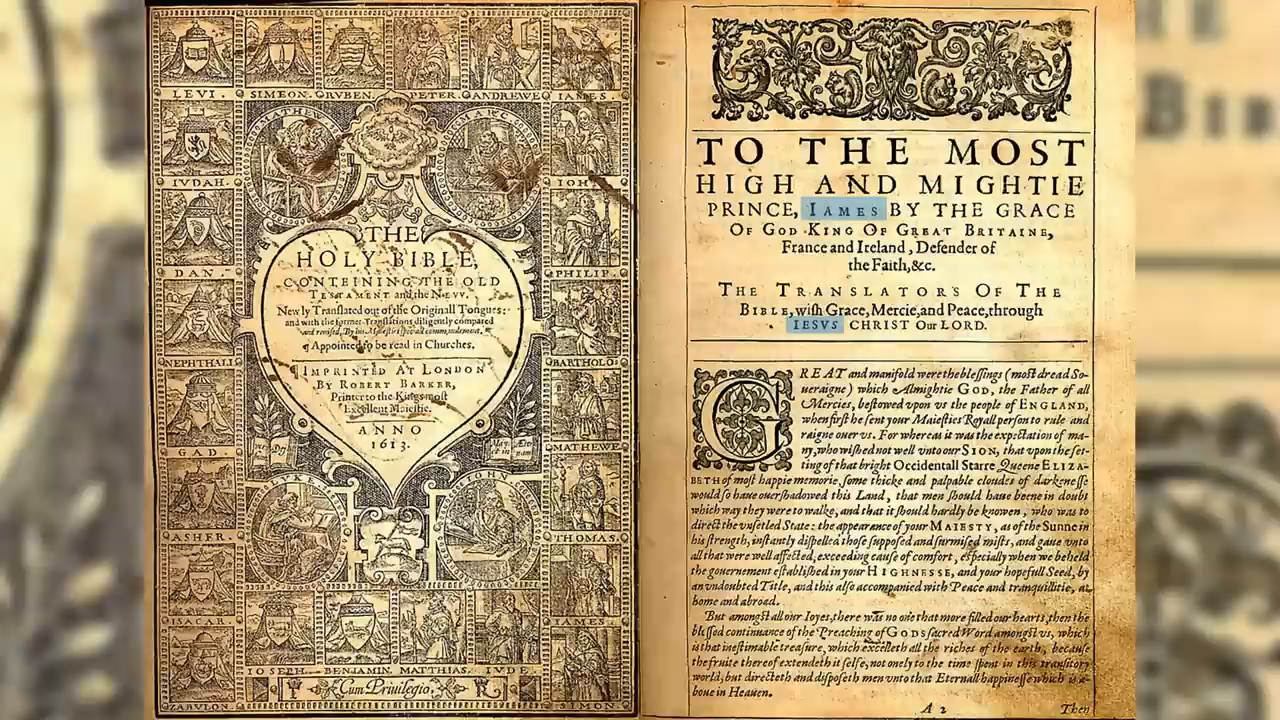 LEVI. SIMEON. RVBEN. PETER. ANDREWE. IAMES.
IVDAH.
IOHN
DAN.
PHILIP.
NEPHTHALI
BARTHOLO:
GAD.
MATHEWE
ASHER.
THOMAS.
ISACAR.
IAMES
IOSEPH. BENJAMIN. MATTHIAS. IVDE.
ZABVLON.
SIMON.
MATHEW
MARC
LVKE
IOHN
THE
HOLY BIBLE,
CONTEINING THE OLD
TESTAMENT and the NEVV.
Newly Translated out of the Originall Tongues:
and with the former Translations diligently compared
and reuised, By his Maiesties speciall commandement.
¶ Appointed to be read in Churches.
¶ IMPRINTED AT LONDON
BY ROBERT BARKER,
Printer to the Kings most
Excellent Maiestie.
ANNO
1613.
Cum Priuilegio.
TO THE MOST
HIGH AND MIGHTIE
PRINCE, IAMES BY THE GRACE
OF GOD KING OF GREAT BRITAINE,
France and Ireland, Defender of
the Faith,&c.
THE TRANSLATORS OF THE
BIBLE, wiſh Grace, Mercie, and Peace, through
IESVS CHRIST Our LORD.
GREAT and manifold were the bleſſings (moſt dread So-
ueraigne) which Almightie GOD, the Father of all
Mercies, beſtowed vpon vs the people of ENGLAND,
when firſt he ſent your Maieſties Royall perſon to rule and
raigne ouer vs. For whereas it was the expectation of ma-
ny, who wiſhed not well vnto our SION, that vpon the ſet-
ting of that bright Occidentall Starre Queene ELIZA-
BETH of moſt happie memorie, ſome thicke and palpable cloudes of darkeneſſe
would ſo haue ouerſhadowed this Land, that men ſhould haue beene in doubt
which way they were to walke, and that it ſhould hardly be knowen, who was to
direct the vnſetled State: the appearance of your MAIESTY, as of the Sunne in
his ſtrength, inſtantly diſpelled thoſe ſuppoſed and ſurmiſed miſts, and gaue vnto
all that were well affected, exceeding cauſe of comfort, eſpecially when we beheld
the gouernement eſtabliſhed in your HIGHNESSE, and your hopefull Seed, by
an vndoubted Title, and this alſo accompanied with Peace and tranquillitie, at
home and abroad.
But amongſt all our Ioyes, there was no one that more filled our hearts, then the
bleſſed continuance of the Preaching of GODS ſacred Word amongſt vs, which
is that ineſtimable treaſure, which excelleth all the riches of the earth, becauſe
the fruite thereof extendeth it ſelfe, not onely to the time ſpent in this tranſitory
world, but directeth and diſpoſeth men vnto that Eternall happineſſe which is a-
boue in Heauen.
A 2 Then